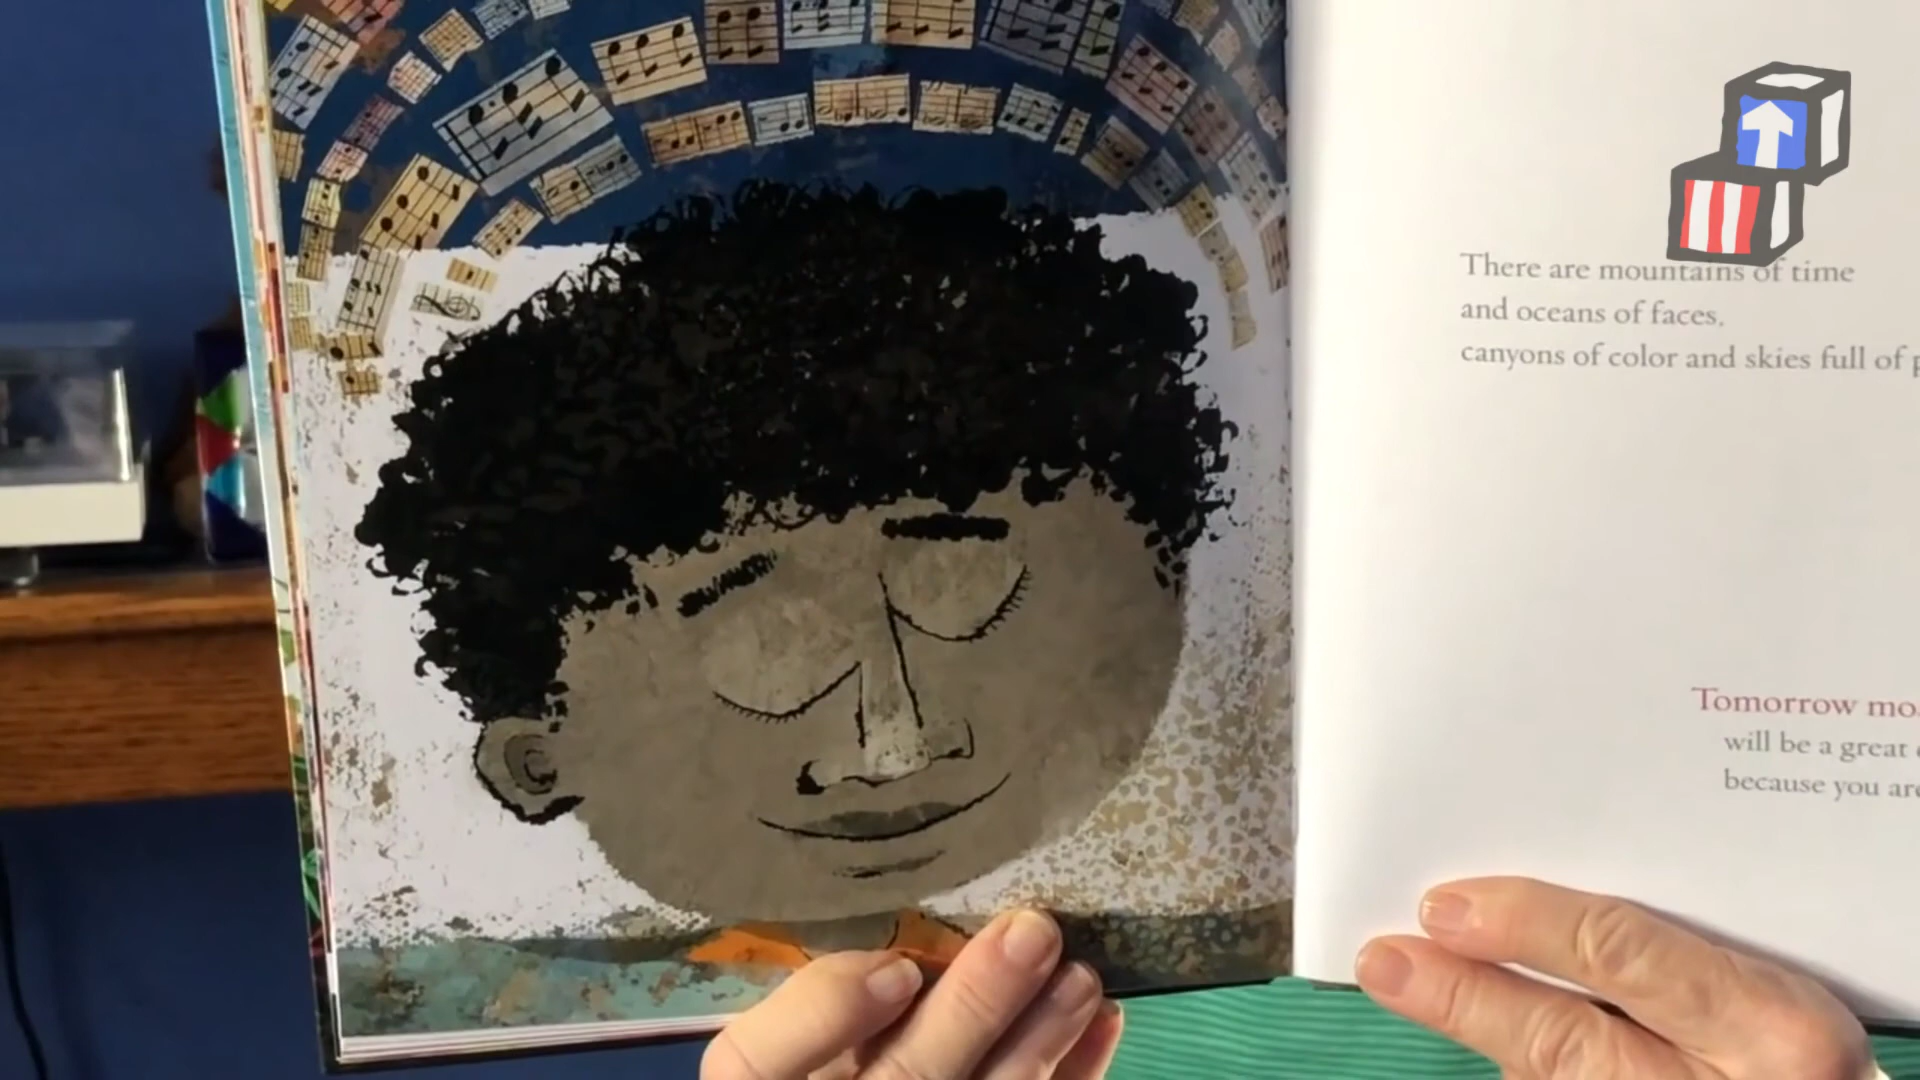 There are mountains of time
and oceans of faces.
canyons of color and skies full of
Tomorrow
will be a great
because you are